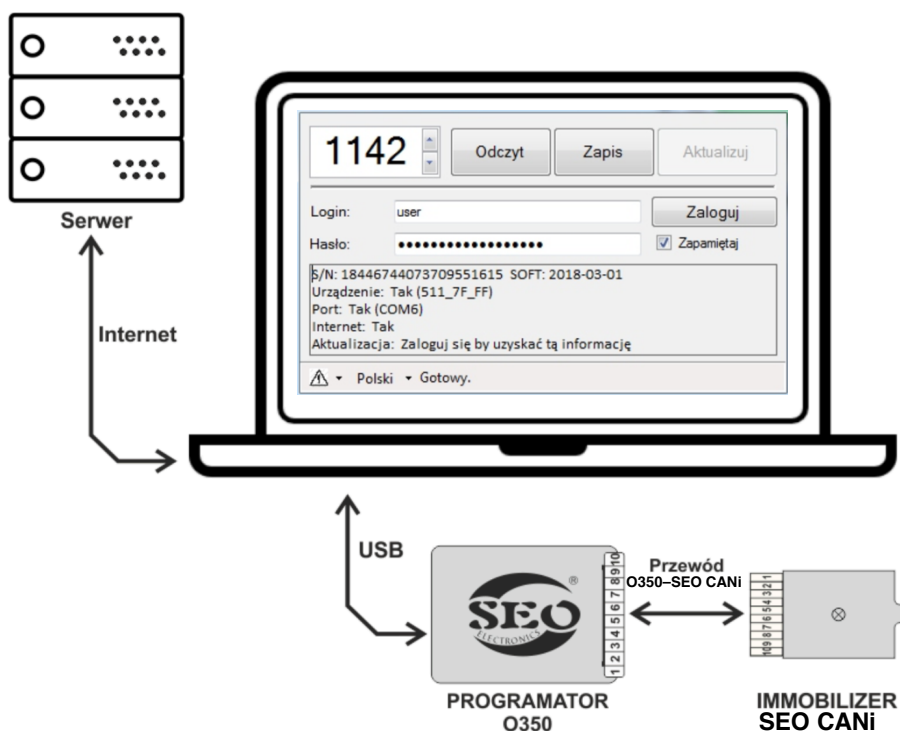 Serwer
Internet
1142
Odczyt
Zapis
Aktualizuj
Login:
user
Zaloguj
Hasło:
••••••••••••••••••
Zapamiętaj
S/N: 18446744073709551615 SOFT: 2018-03-01
Urządzenie: Tak (511_7F_FF)
Port: Tak (COM6)
Internet: Tak
Aktualizacja: Zaloguj się by uzyskać tą informację
Polski
Gotowy.
USB
SEO
®
ELECTRONICS
1 2 3 4 5 6 7 8 9 10
PROGRAMATOR
O350
Przewód
O350–SEO CANi
10 9 8 7 6 5 4 3 2 1
IMMOBILIZER
SEO CANi